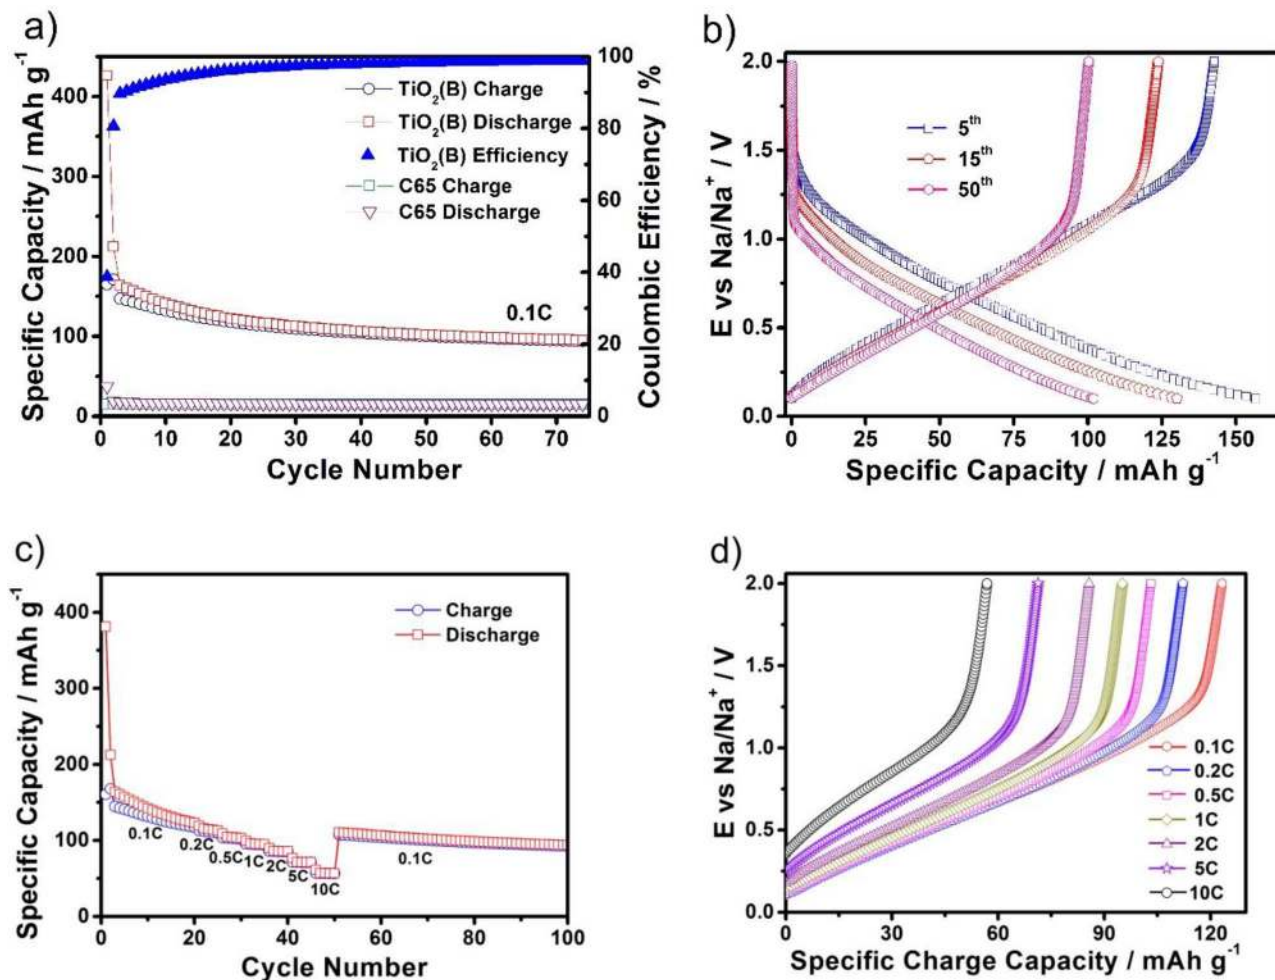 a)
Specific Capacity / mAh g⁻¹
400
350
300
250
200
150
100
50
0
TiO₂(B) Charge
TiO₂(B) Discharge
TiO₂(B) Efficiency
C65 Charge
C65 Discharge
0.1C
100
80
60
40
20
0
Coulombic Efficiency / %
0 10 20 30 40 50 60 70
Cycle Number
b)
E vs Na/Na⁺ / V
2.0
1.5
1.0
0.5
0.0
5ᵗʰ
15ᵗʰ
50ᵗʰ
0 25 50 75 100 125 150
Specific Capacity / mAh g⁻¹
c)
Specific Capacity / mAh g⁻¹
400
300
200
100
0
Charge
Discharge
0.1C 0.2C 0.5C 1C 2C 5C 10C 0.1C
0 20 40 60 80 100
Cycle Number
d)
E vs Na/Na⁺ / V
2.0
1.5
1.0
0.5
0.0
0.1C
0.2C
0.5C
1C
2C
5C
10C
0 30 60 90 120
Specific Charge Capacity / mAh g⁻¹